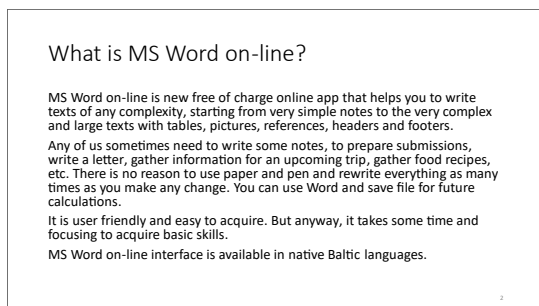 What is MS Word on-line?
MS Word on-line is new free of charge online app that helps you to write
texts of any complexity, starting from very simple notes to the very complex
and large texts with tables, pictures, references, headers and footers.
Any of us sometimes need to write some notes, to prepare submissions,
write a letter, gather information for an upcoming trip, gather food recipes,
etc. There is no reason to use paper and pen and rewrite everything as many
times as you make any change. You can use Word and save file for future
calculations.
It is user friendly and easy to acquire. But anyway, it takes some time and
focusing to acquire basic skills.
MS Word on-line interface is available in native Baltic languages.
2